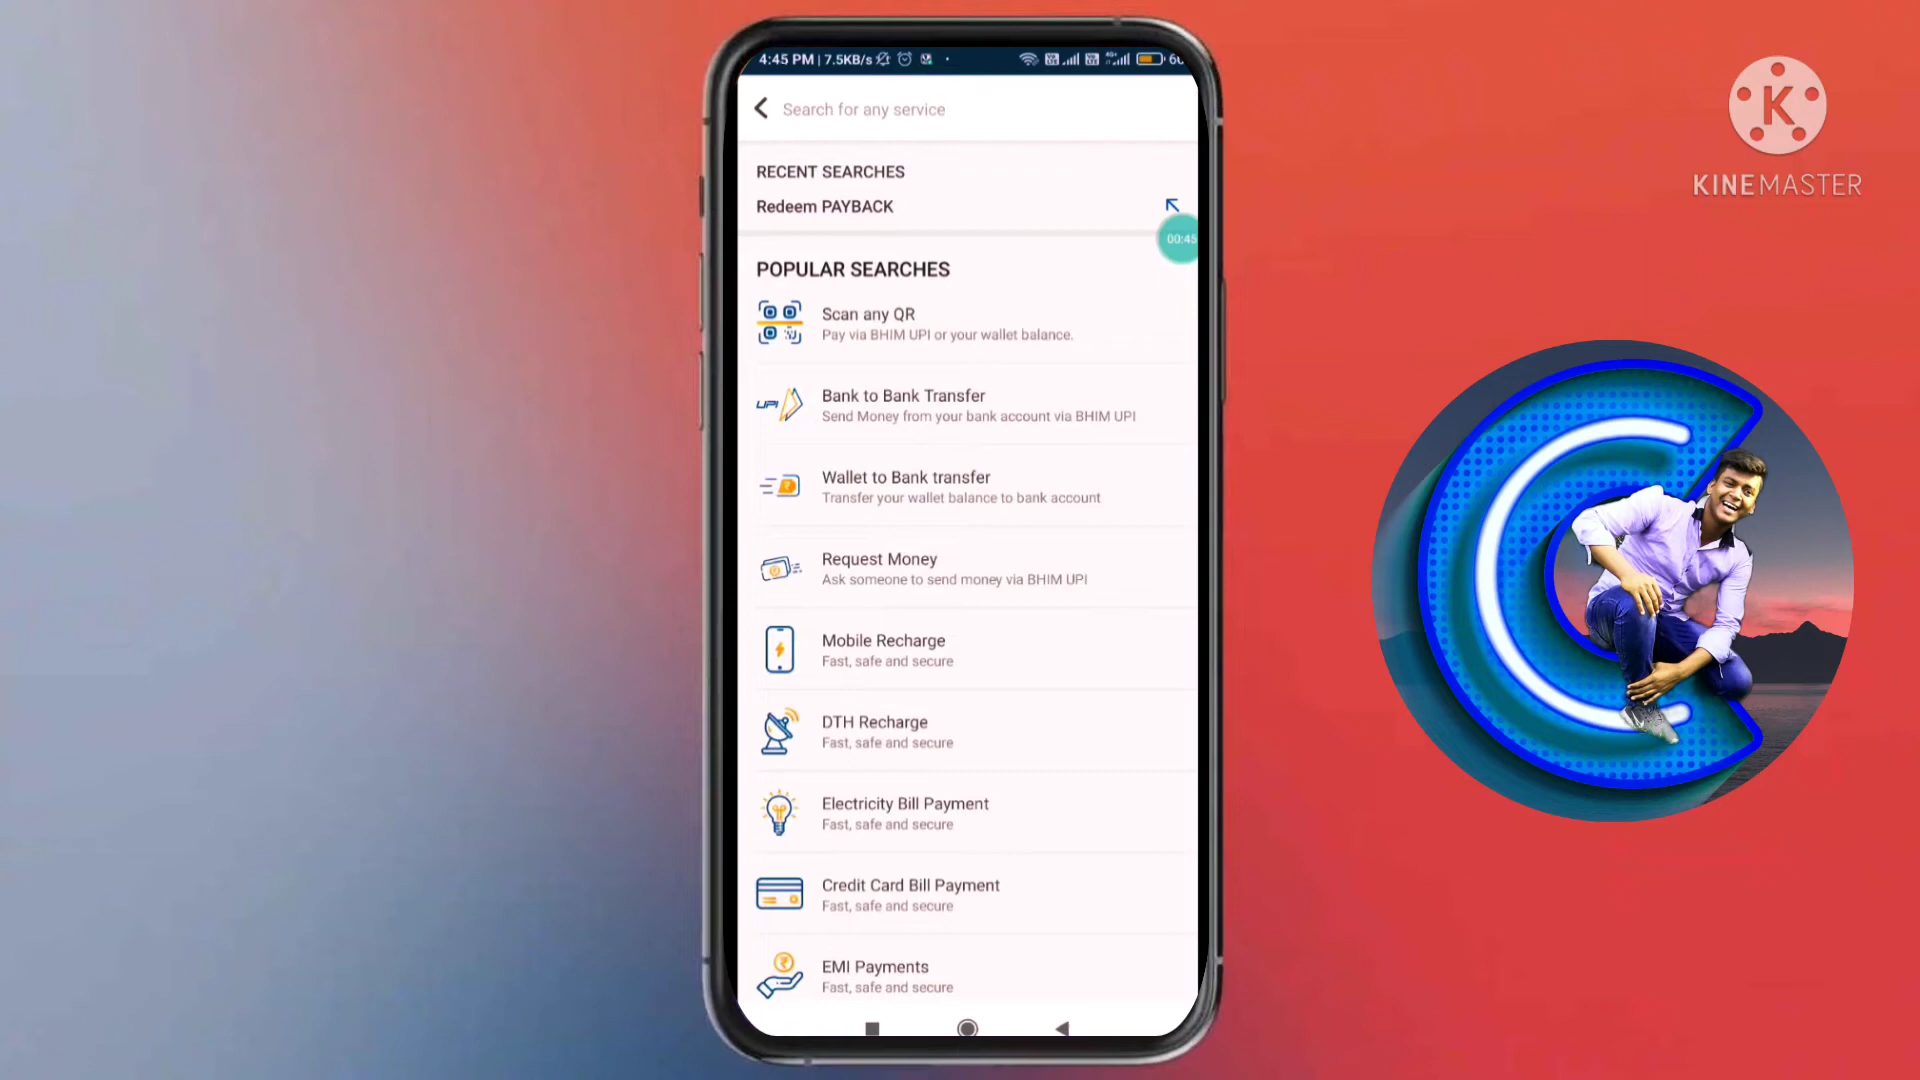 4:45 PM | 7.5KB/s
Search for any service
RECENT SEARCHES
Redeem PAYBACK
00:45
POPULAR SEARCHES
Scan any QR
Pay via BHIM UPI or your wallet balance.
UPI
Bank to Bank Transfer
Send Money from your bank account via BHIM UPI
Wallet to Bank transfer
Transfer your wallet balance to bank account
Request Money
Ask someone to send money via BHIM UPI
Mobile Recharge
Fast, safe and secure
DTH Recharge
Fast, safe and secure
Electricity Bill Payment
Fast, safe and secure
Credit Card Bill Payment
Fast, safe and secure
EMI Payments
Fast, safe and secure
K
KINEMASTER